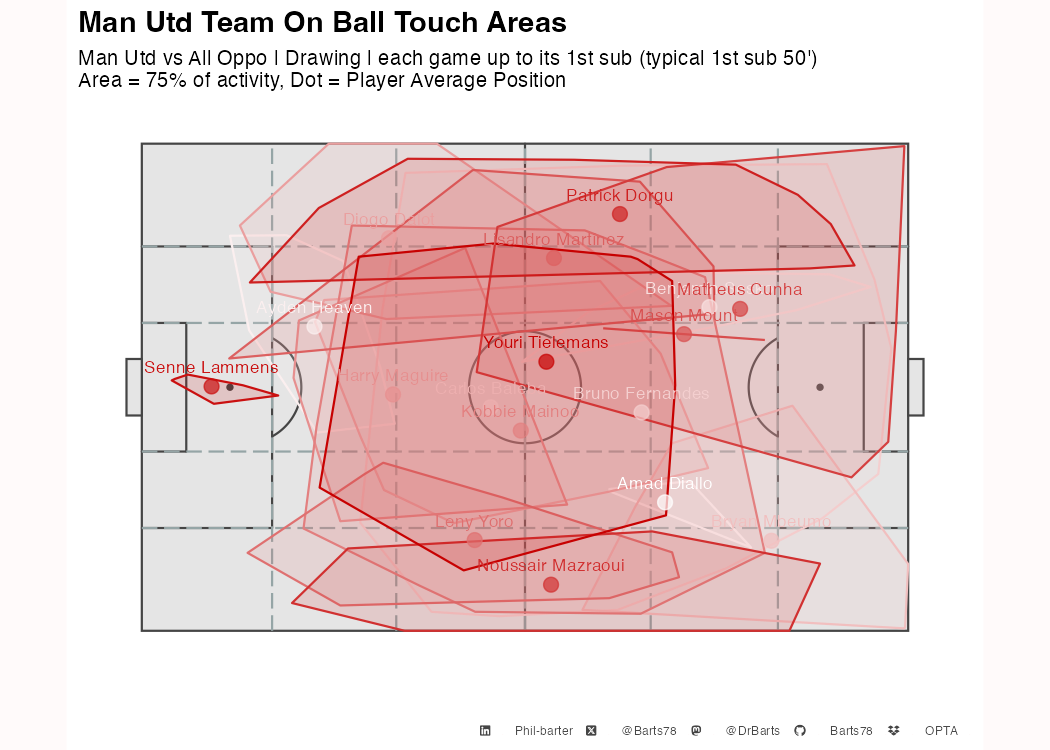 Man Utd Team On Ball Touch Areas
Man Utd vs All Oppo | Drawing | each game up to its 1st sub (typical 1st sub 50')
Area = 75% of activity, Dot = Player Average Position
Patrick Dorgu
Diogo Dalot
Lisandro Martínez
Matheus Cunha
Ayden Heaven
Mason Mount
Youri Tielemans
Senne Lammens
Harry Maguire
Carlos Baleba
Bruno Fernandes
Kobbie Mainoo
Amad Diallo
Leny Yoro
Bryan Mbeumo
Noussair Mazraoui
Phil-barter @Barts78 @DrBarts Barts78 OPTA